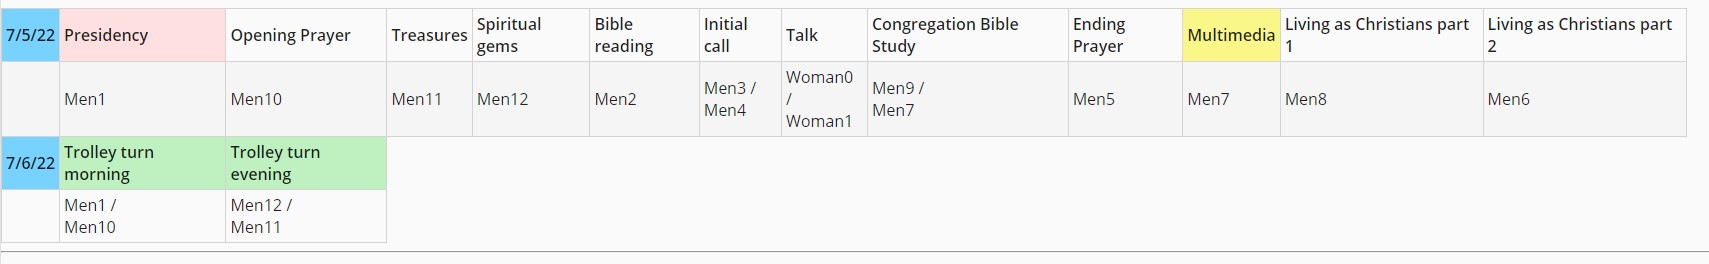 7/5/22 Presidency Opening Prayer Treasures Spiritual gems Bible reading Initial call Talk Congregation Bible Study Ending Prayer Multimedia Living as Christians part 1 Living as Christians part 2
Men1 Men10 Men11 Men12 Men2 Men3 / Men4 Woman0 / Woman1 Men9 / Men7 Men5 Men7 Men8 Men6
7/6/22 Trolley turn morning Trolley turn evening
Men1 / Men10 Men12 / Men11